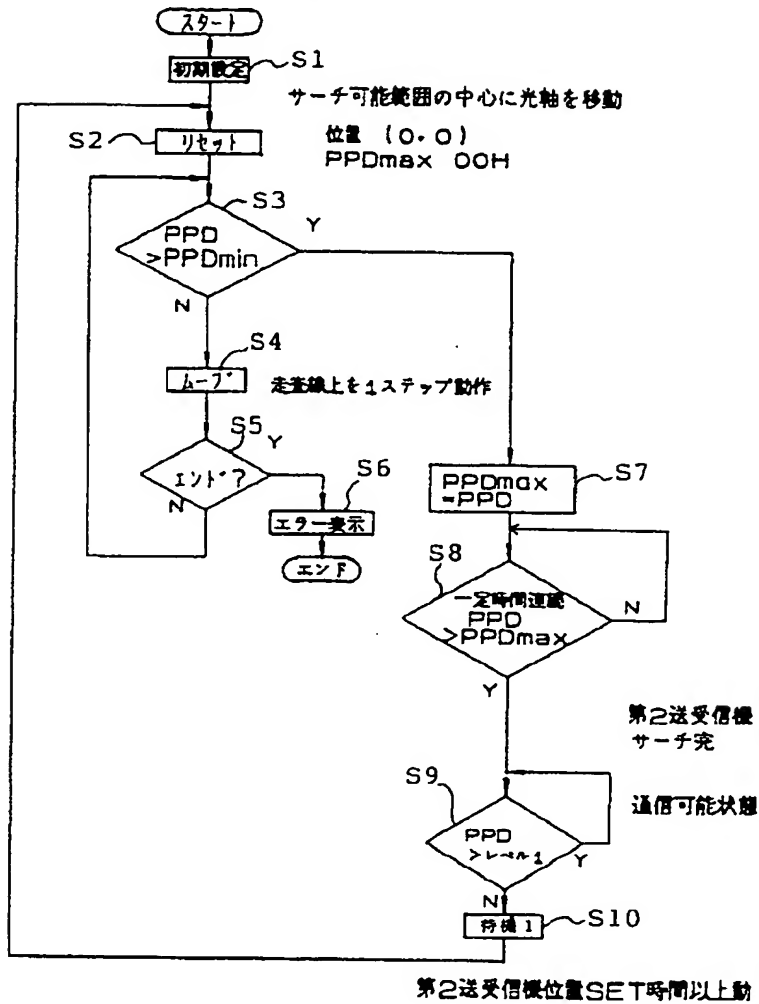 スタート
S1
初期設定
サーチ可能範囲の中心に光軸を移動
S2
リセット
位置 (0.0)
PPDmax 00H
S3
PPD
>PPDmin
Y
N
S4
ムーブ
走査線上を1ステップ動作
S5
Y
エンド?
N
S6
エラー表示
エンド
S7
PPDmax
=PPD
S8
一定時間連続
PPD
>PPDmax
N
Y
第2送受信機
サーチ完
S9
通信可能状態
PPD
>レベル1
Y
N
待機1
S10
第2送受信機位置SET時間以上動